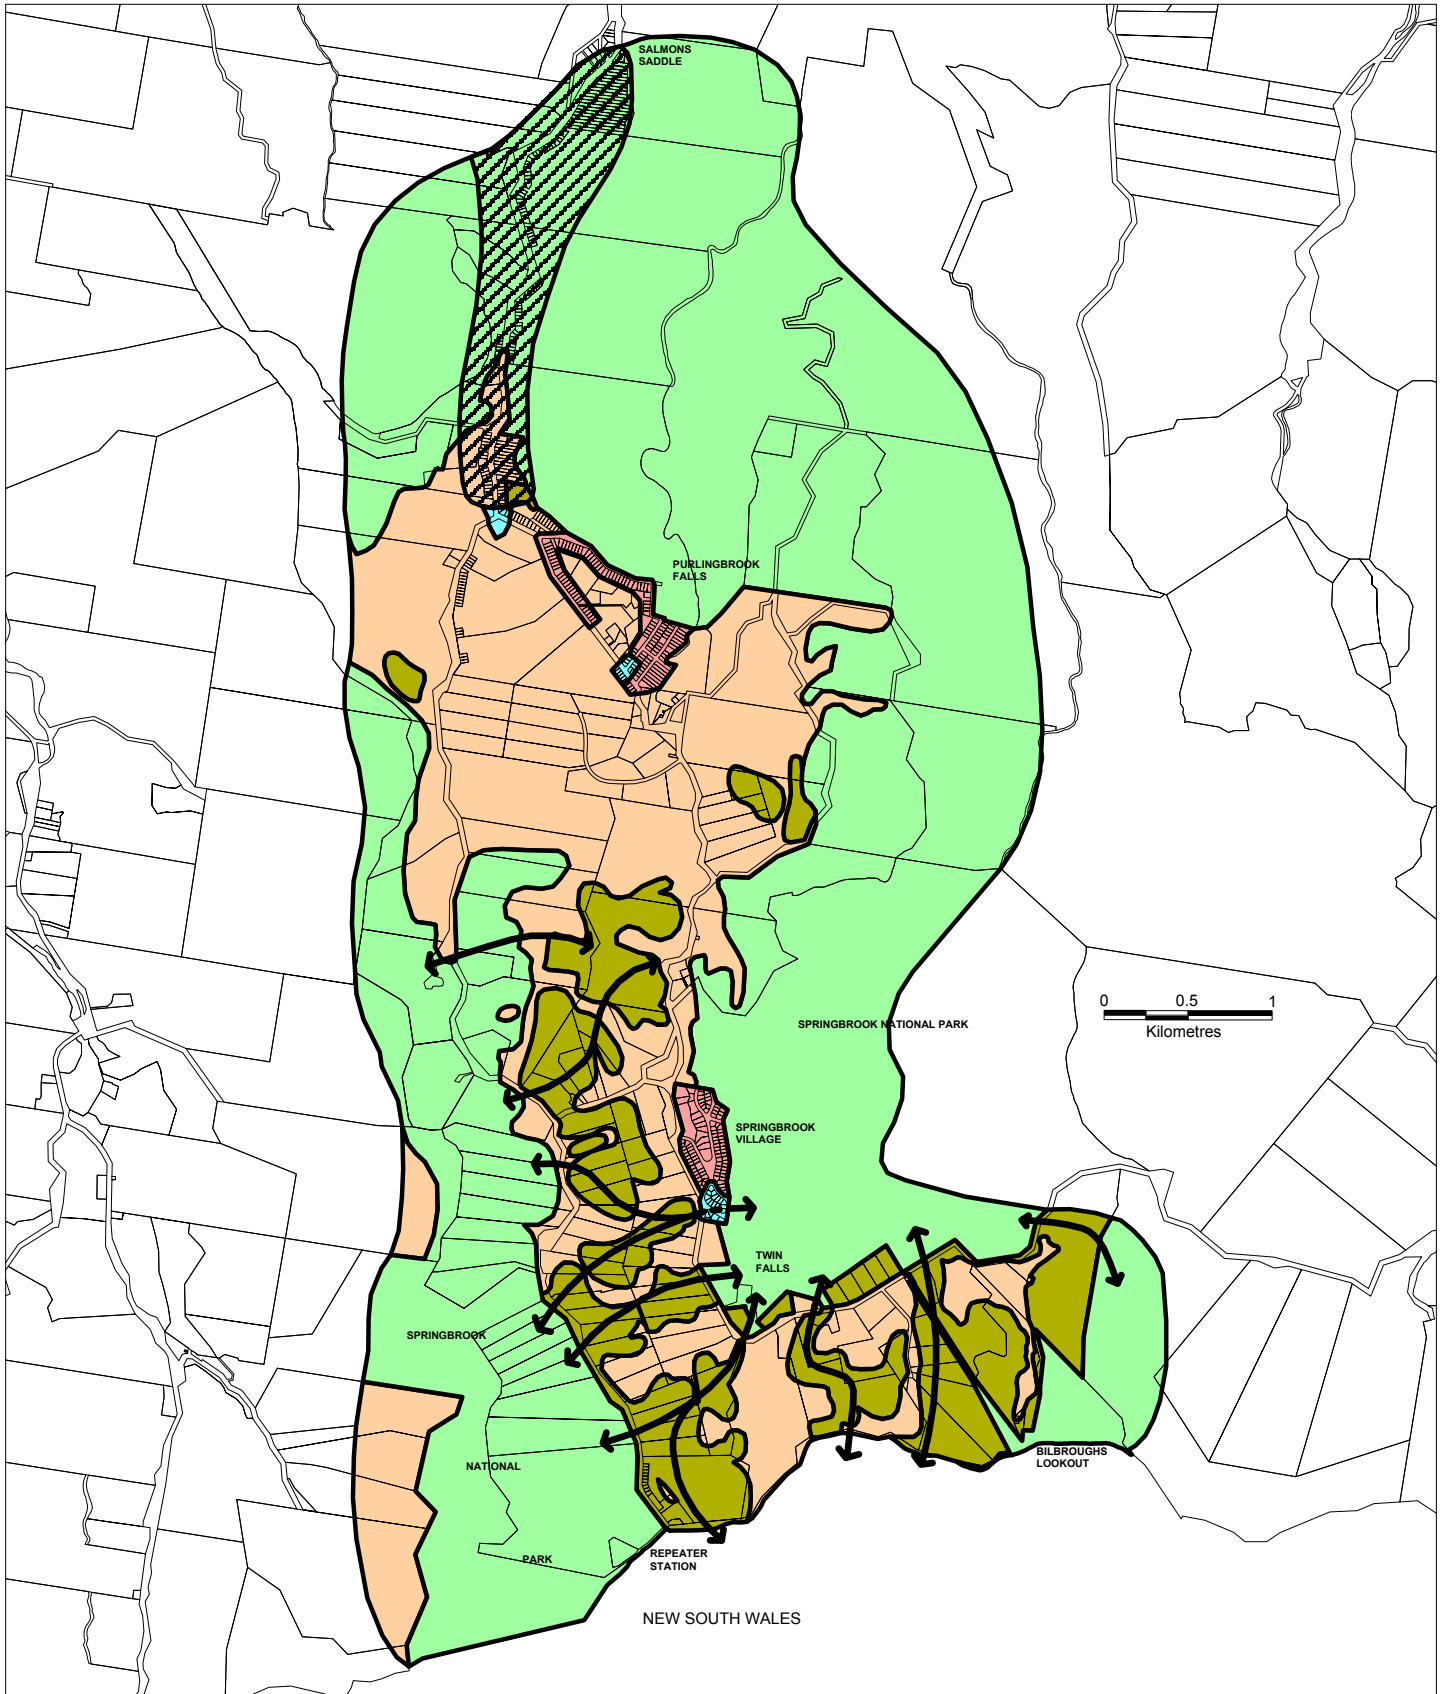 SALMONS
SADDLE
PURLINGBROOK
FALLS
0 0.5 1
Kilometres
SPRINGBROOK NATIONAL PARK
SPRINGBROOK
VILLAGE
TWIN
FALLS
SPRINGBROOK
NATIONAL
BILBROUGHS
LOOKOUT
PARK
REPEATER
STATION
NEW SOUTH WALES